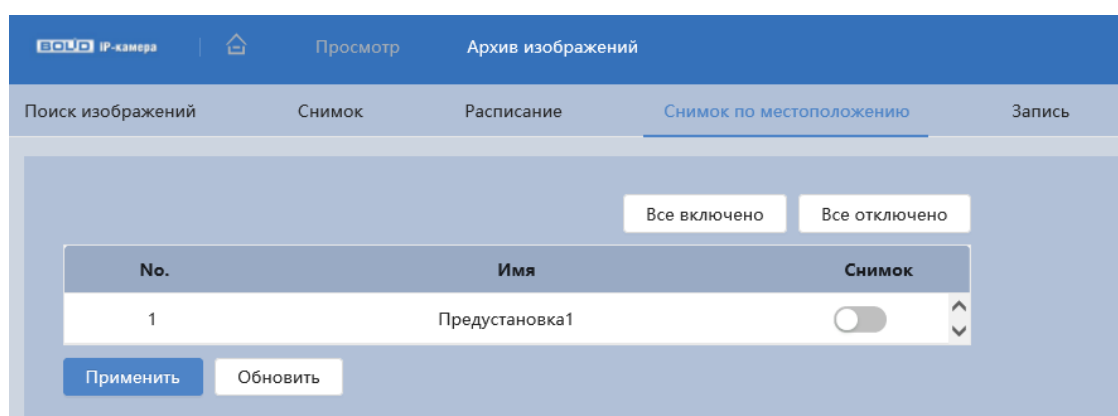 BOLID IP-камера Просмотр Архив изображений
Поиск изображений Снимок Расписание Снимок по местоположению Запись
Все включено Все отключено
No. Имя Снимок
1 Предустановка1
Применить Обновить